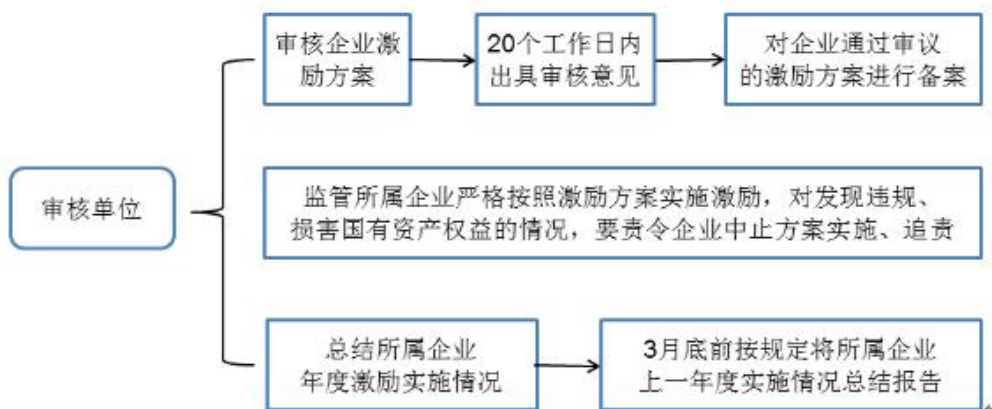 审核企业激
励方案
20个工作日内
出具审核意见
对企业通过审议
的激励方案进行备案
审核单位
监管所属企业严格按照激励方案实施激励，对发现违规、
损害国有资产权益的情况，要责令企业中止方案实施、追责
总结所属企业
年度激励实施情况
3月底前按规定将所属企业
上一年度实施情况总结报告